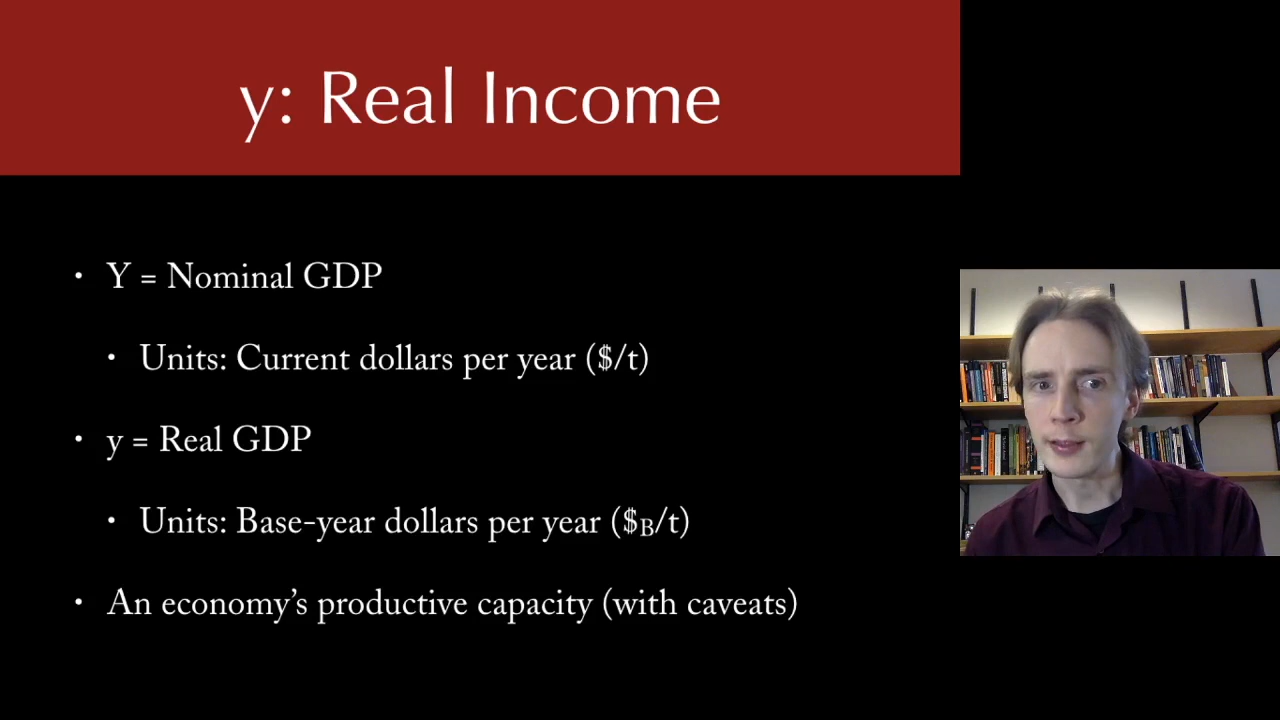 y: Real Income
• Y = Nominal GDP
• Units: Current dollars per year ($/t)
• y = Real GDP
• Units: Base-year dollars per year ($B/t)
• An economy's productive capacity (with caveats)